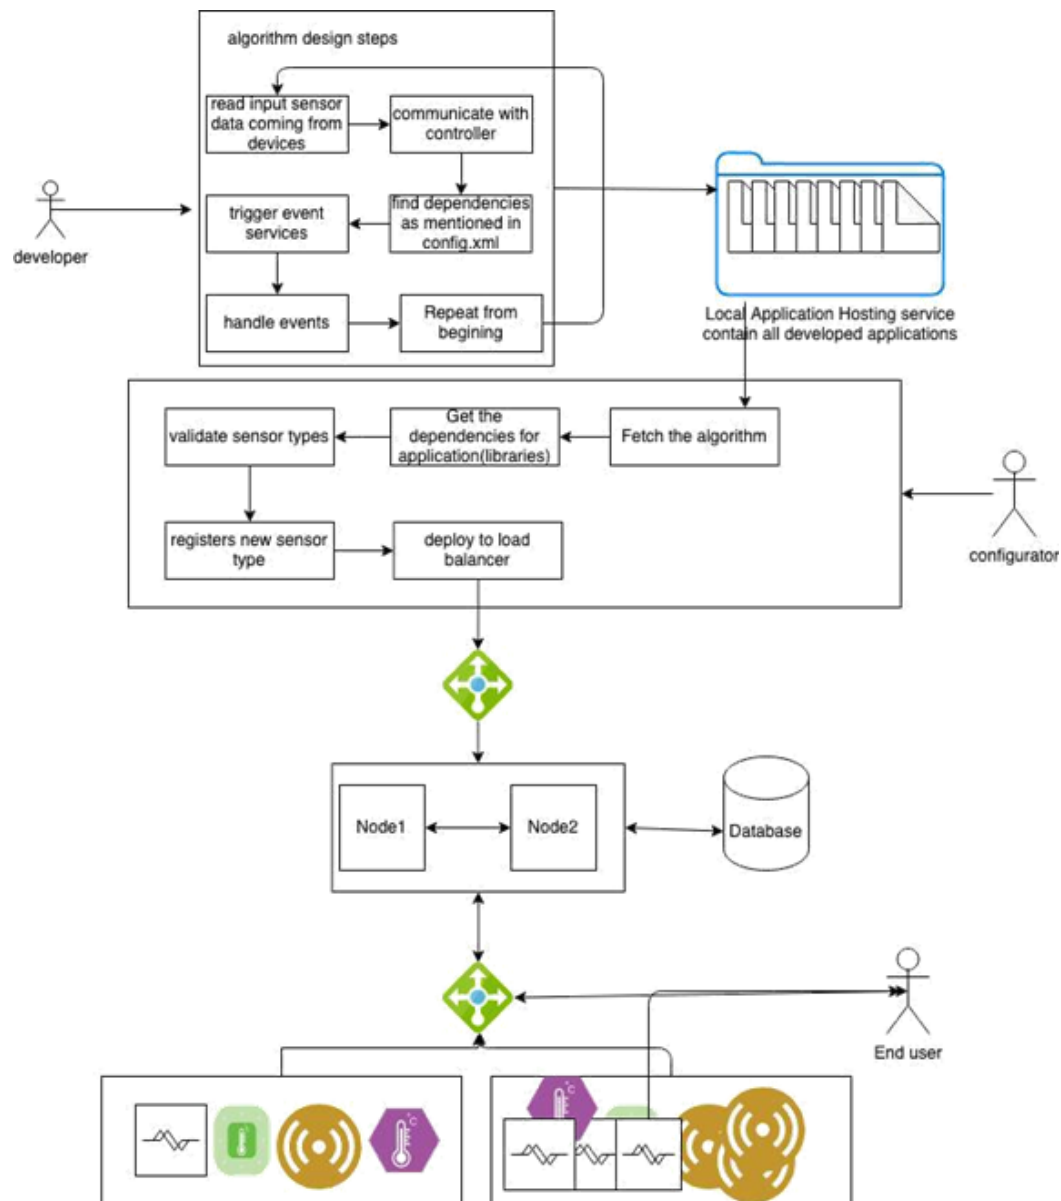 algorithm design steps
read input sensor
data coming from
devices
communicate with
controller
find dependencies
as mentioned in
config.xml
trigger event
services
handle events
Repeat from
begining
developer
Local Application Hosting service
contain all developed applications
Fetch the algorithm
Get the
dependencies for
application(libraries)
validate sensor types
registers new sensor
type
deploy to load
balancer
configurator
Node1
Node2
Database
End user
°C
°C